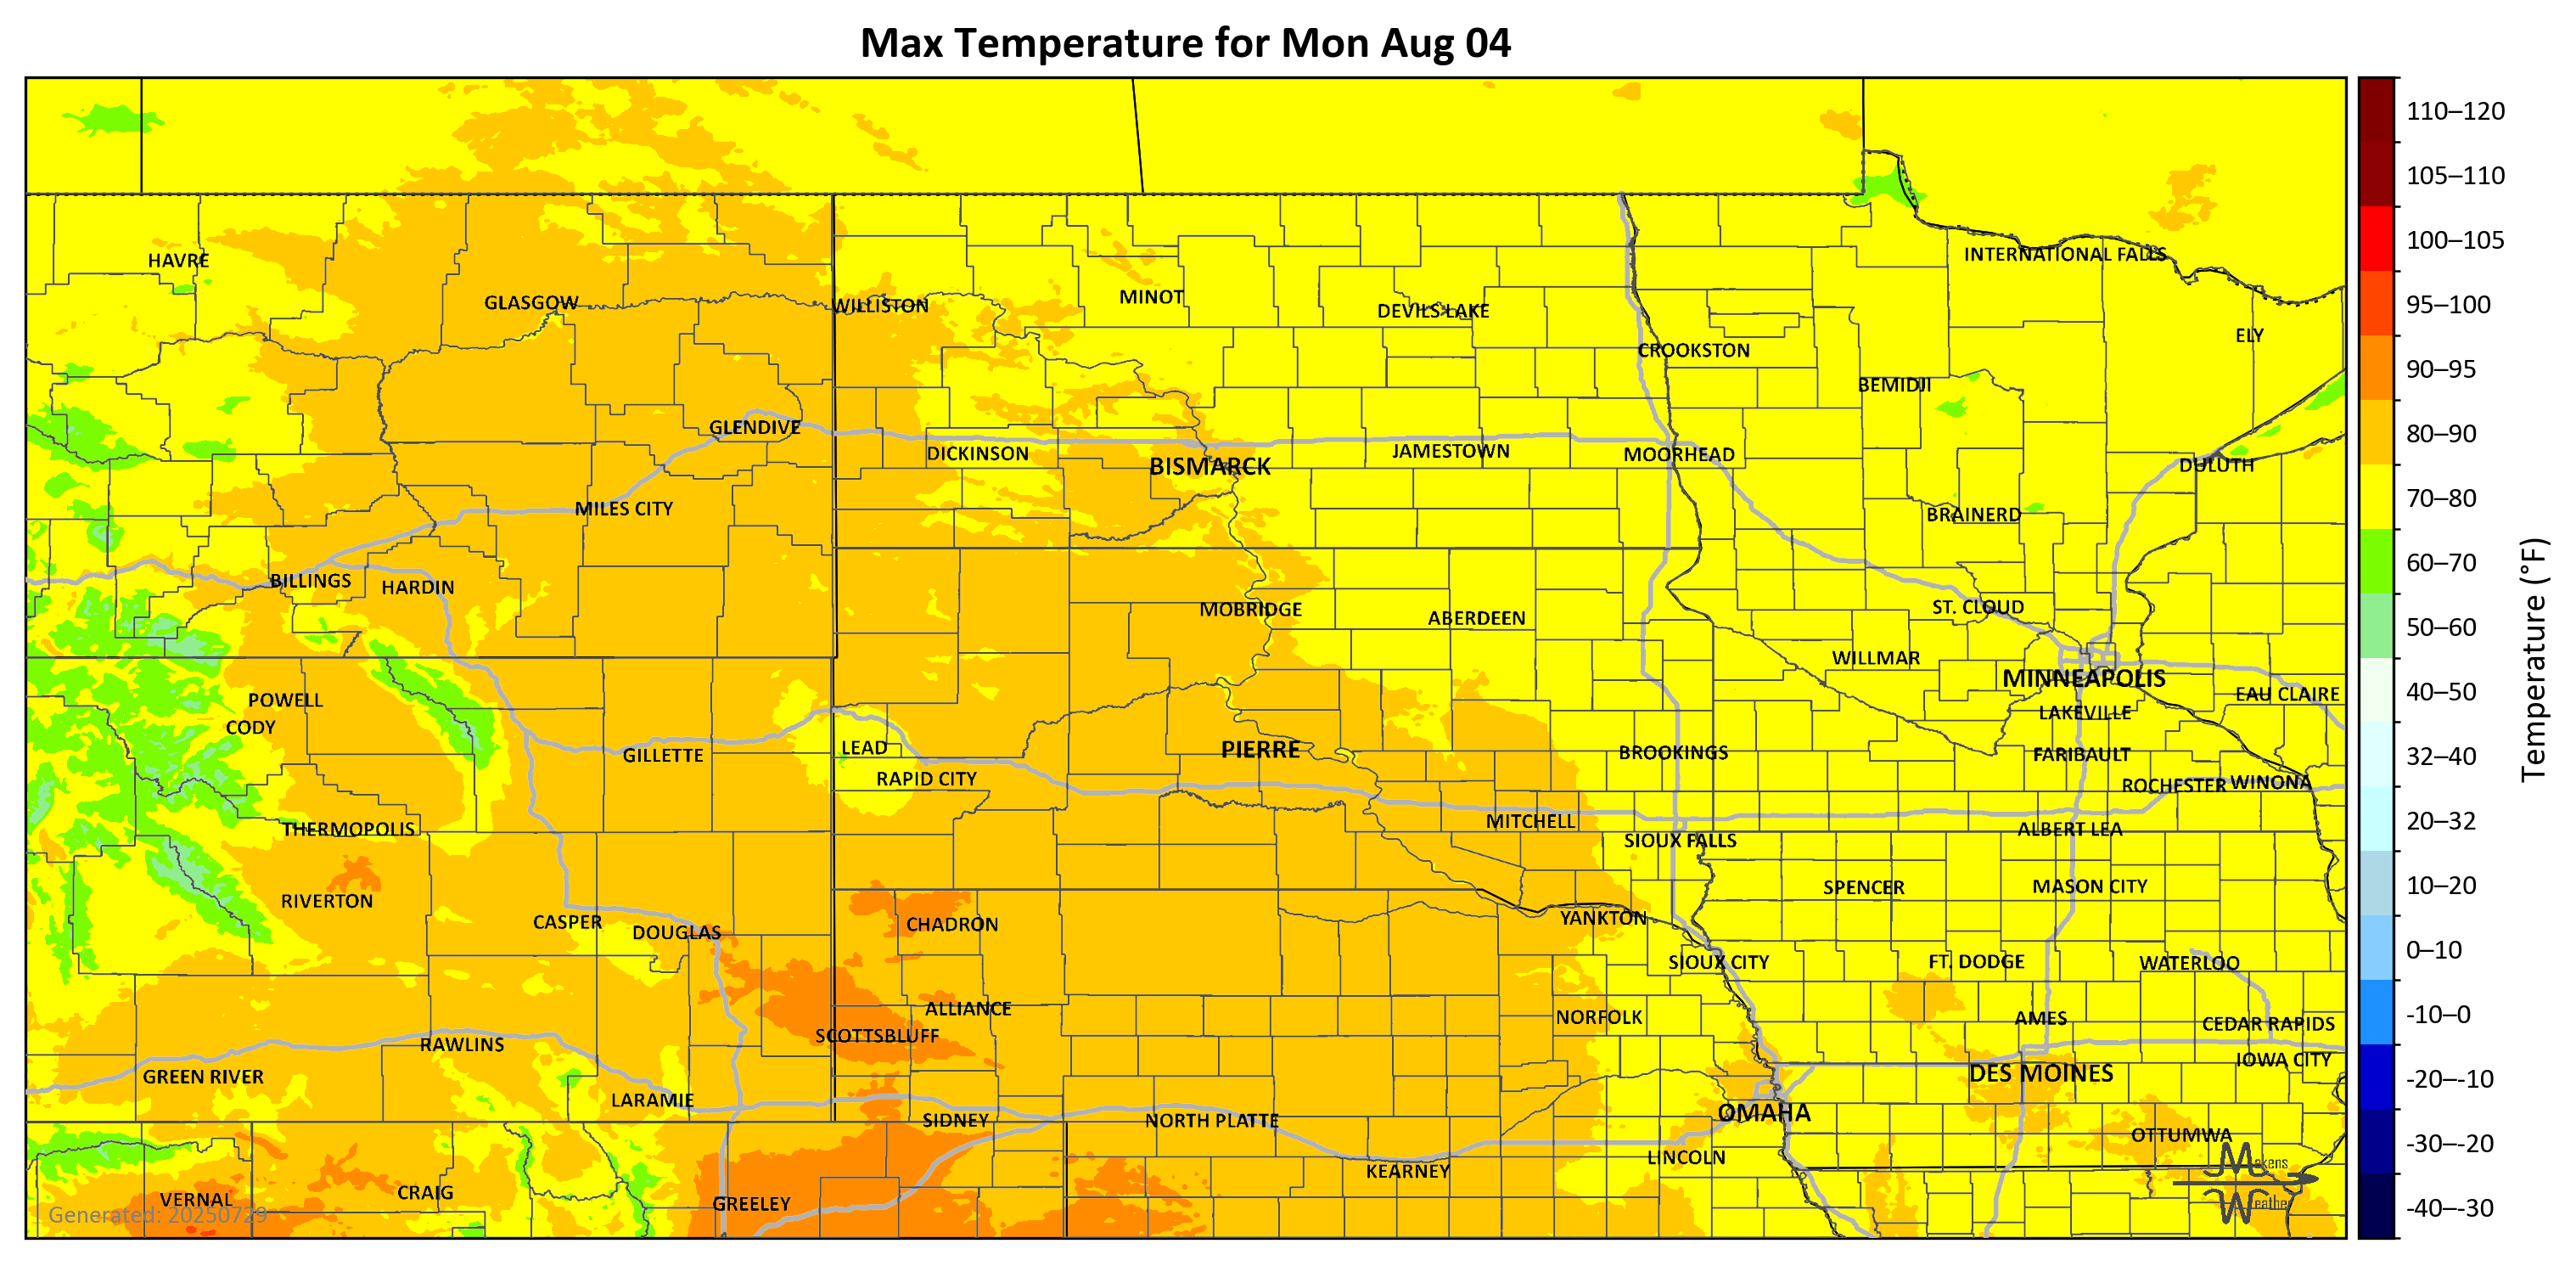 Max Temperature for Mon Aug 04
110–120
105–110
100–105
95–100
90–95
80–90
70–80
60–70
50–60
40–50
32–40
20–32
10–20
0–10
-10–0
-20–-10
-30–-20
-40–-30
Temperature (°F)
HAVRE
INTERNATIONAL FALLS
GLASGOW
WILLISTON
MINOT
DEVILS LAKE
ELY
CROOKSTON
BEMIDJI
GLENDIVE
DICKINSON
BISMARCK
JAMESTOWN
MOORHEAD
DULUTH
MILES CITY
BRAINERD
BILLINGS
HARDIN
MOBRIDGE
ABERDEEN
ST. CLOUD
WILLMAR
MINNEAPOLIS
POWELL
EAU CLAIRE
CODY
LAKEVILLE
GILLETTE
LEAD
PIERRE
BROOKINGS
FARIBAULT
RAPID CITY
ROCHESTER
WINONA
THERMOPOLIS
MITCHELL
SIOUX FALLS
ALBERT LEA
RIVERTON
SPENCER
MASON CITY
CASPER
DOUGLAS
CHADRON
YANKTON
SIOUX CITY
FT. DODGE
WATERLOO
ALLIANCE
NORFOLK
AMES
CEDAR RAPIDS
SCOTTSBLUFF
RAWLINS
IOWA CITY
GREEN RIVER
DES MOINES
LARAMIE
SIDNEY
NORTH PLATTE
OMAHA
OTTUMWA
LINCOLN
KEARNEY
VERNAL
CRAIG
GREELEY
Generated: 20250729
Makens
Weather